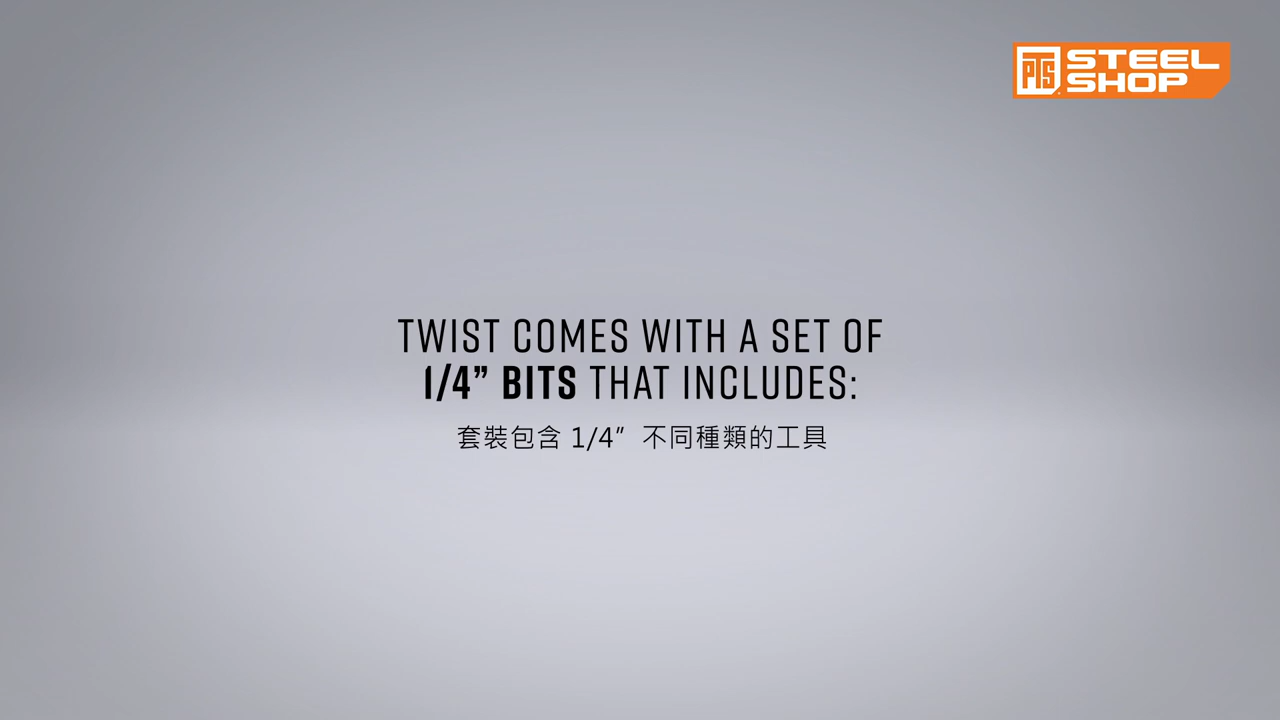 PTS
STEEL
SHOP
TWIST COMES WITH A SET OF
1/4” BITS THAT INCLUDES:
套裝包含 1/4” 不同種類的工具